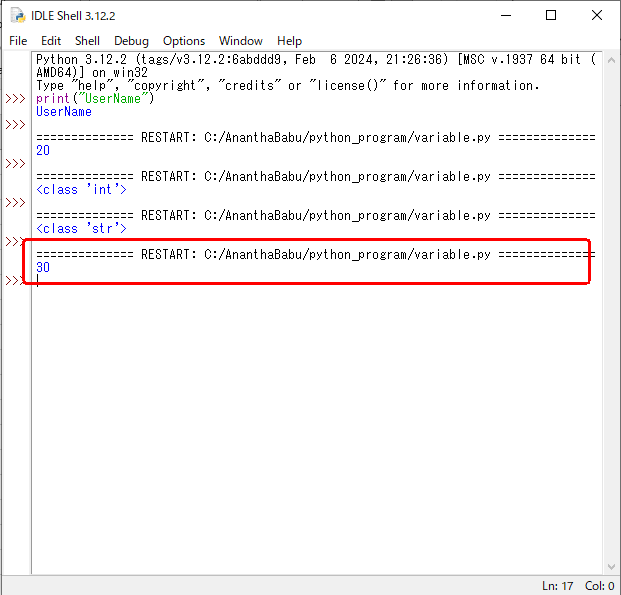 IDLE Shell 3.12.2
File Edit Shell Debug Options Window Help
Python 3.12.2 (tags/v3.12.2:6abddd9, Feb  6 2024, 21:26:36) [MSC v.1937 64 bit (
AMD64)] on win32
Type "help", "copyright", "credits" or "license()" for more information.
>>> print("UserName")
UserName
>>>
============== RESTART: C:/AnanthaBabu/python_program/variable.py ==============
20
>>>
============== RESTART: C:/AnanthaBabu/python_program/variable.py ==============
<class 'int'>
>>>
============== RESTART: C:/AnanthaBabu/python_program/variable.py ==============
<class 'str'>
>>>
============== RESTART: C:/AnanthaBabu/python_program/variable.py ==============
30
>>>
Ln: 17 Col: 0